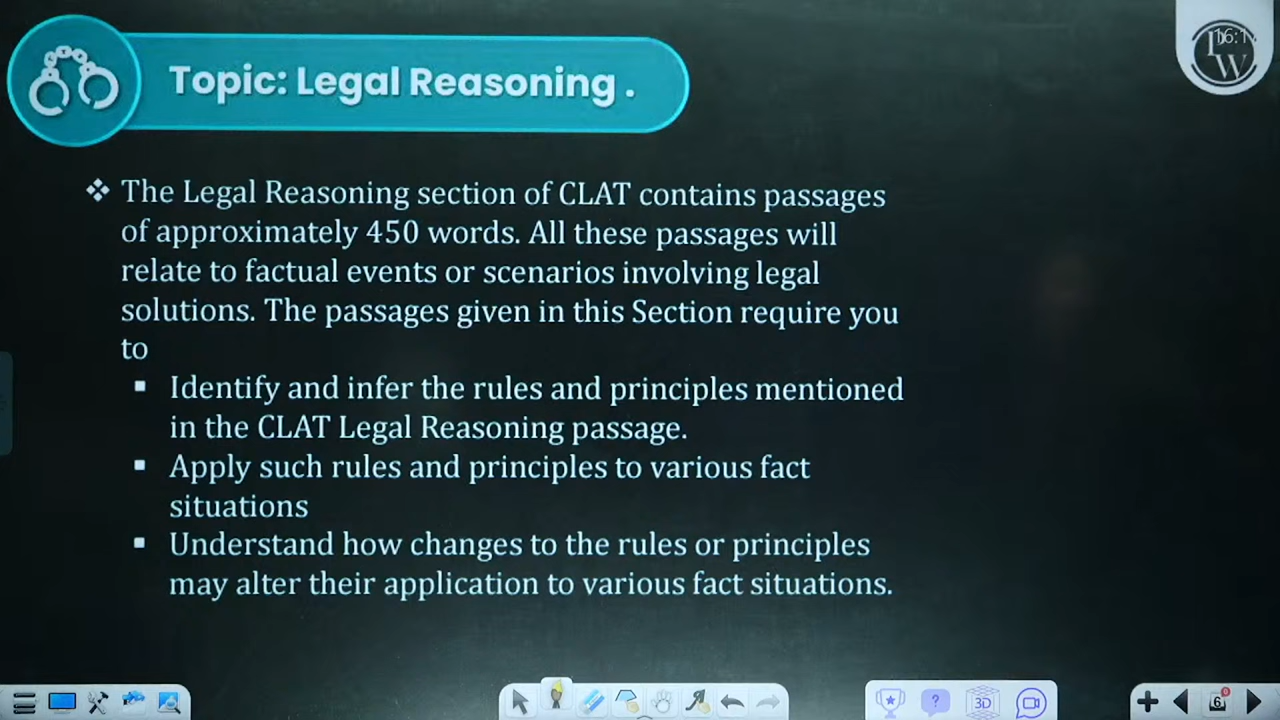 Topic: Legal Reasoning .
❖ The Legal Reasoning section of CLAT contains passages
of approximately 450 words. All these passages will
relate to factual events or scenarios involving legal
solutions. The passages given in this Section require you
to
▪ Identify and infer the rules and principles mentioned
in the CLAT Legal Reasoning passage.
▪ Apply such rules and principles to various fact
situations
▪ Understand how changes to the rules or principles
may alter their application to various fact situations.
3D
6